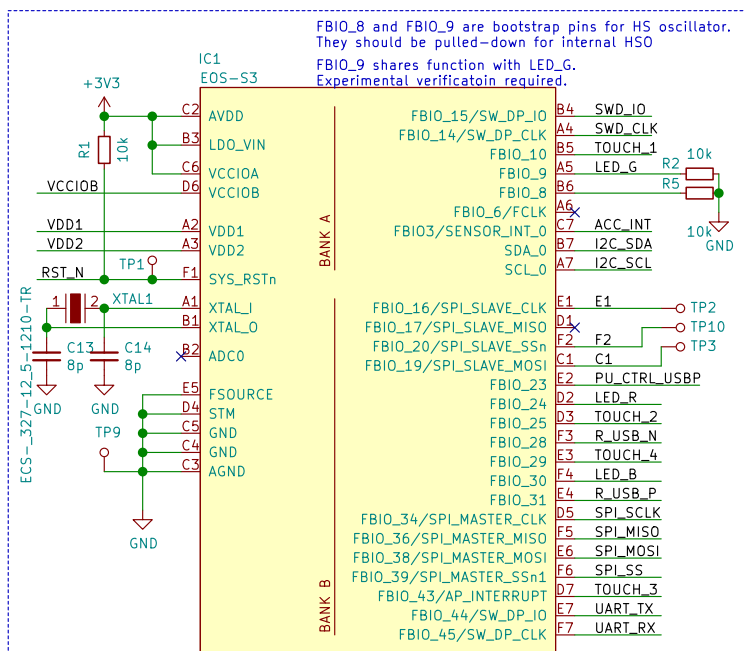 FBIO_8 and FBIO_9 are bootstrap pins for HS oscillator.
They should be pulled-down for internal HSO
FBIO_9 shares function with LED_G.
Experimental verificatoin required.
IC1
EOS-S3
+3V3
R1
10k
VCCIOB
VDD1
VDD2
RST_N
TP1
ECS-_327-12_5-1210-TR
1
2
XTAL1
C13
8p
C14
8p
GND
GND
TP9
GND
C2 AVDD
B3 LDO_VIN
C6 VCCIOA
D6 VCCIOB
A2 VDD1
A3 VDD2
F1 SYS_RSTn
A1 XTAL_I
B1 XTAL_O
B2 ADC0
E5 FSOURCE
D4 STM
C5 GND
C4 GND
C3 AGND
BANK A
BANK B
FBIO_15/SW_DP_IO B4 SWD_IO
FBIO_14/SW_DP_CLK A4 SWD_CLK
FBIO_10 B5 TOUCH_1
FBIO_9 A5 LED_G
FBIO_8 B6
FBIO_6/FCLK A6
FBIO3/SENSOR_INT_0 C7 ACC_INT
SDA_0 B7 I2C_SDA
SCL_0 A7 I2C_SCL
R2
10k
R5
10k
GND
FBIO_16/SPI_SLAVE_CLK E1 E1 TP2
FBIO_17/SPI_SLAVE_MISO D1 TP10
FBIO_20/SPI_SLAVE_SSn F2 F2 TP3
FBIO_19/SPI_SLAVE_MOSI C1 C1
FBIO_23 E2 PU_CTRL_USBP
FBIO_24 D2 LED_R
FBIO_25 D3 TOUCH_2
FBIO_28 F3 R_USB_N
FBIO_29 E3 TOUCH_4
FBIO_30 F4 LED_B
FBIO_31 E4 R_USB_P
FBIO_34/SPI_MASTER_CLK D5 SPI_SCLK
FBIO_36/SPI_MASTER_MISO F5 SPI_MISO
FBIO_38/SPI_MASTER_MOSI E6 SPI_MOSI
FBIO_39/SPI_MASTER_SSn1 F6 SPI_SS
FBIO_43/AP_INTERRUPT D7 TOUCH_3
FBIO_44/SW_DP_IO E7 UART_TX
FBIO_45/SW_DP_CLK F7 UART_RX